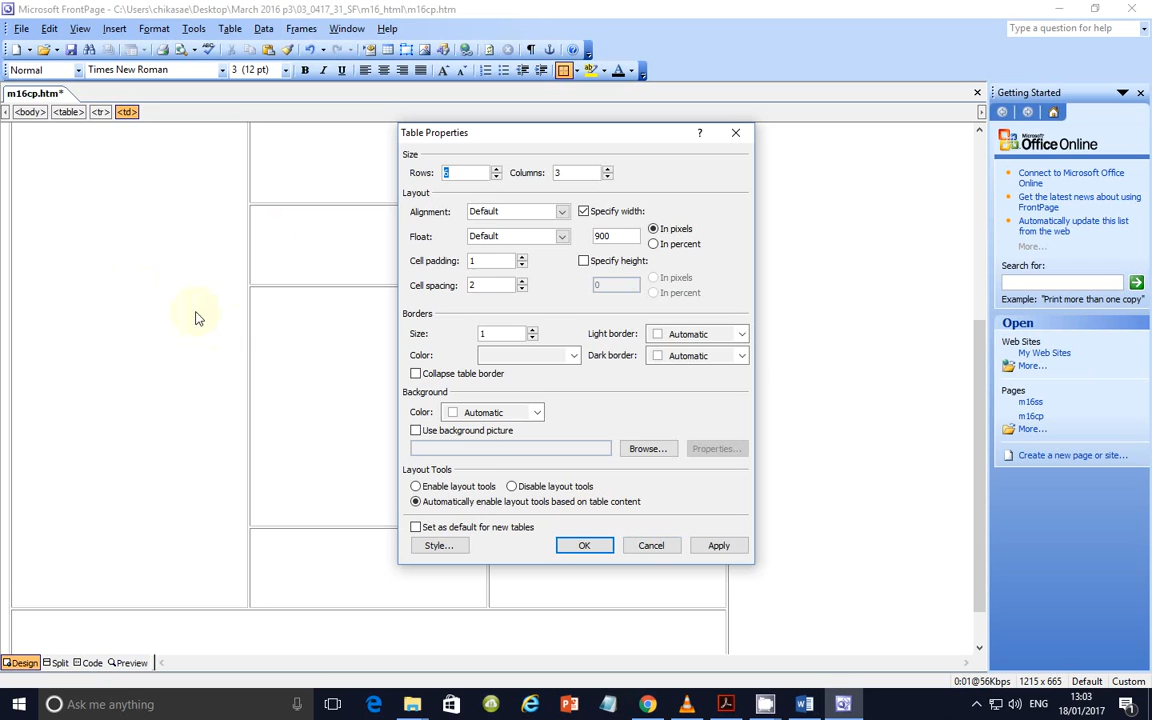 Microsoft FrontPage - C:\Users\chikasae\Desktop\March 2016 p3\03_0417_31_SF\m16_html\m16cp.htm
File Edit View Insert Format Tools Table Data Frames Window Help
Type a question for help
Normal Times New Roman 3 (12 pt) B I U
m16cp.htm*
<body> <table> <tr> <td>
Getting Started
Microsoft
Office Online
Connect to Microsoft Office Online
Get the latest news about using FrontPage
Automatically update this list from the web
More...
Search for:
Example: "Print more than one copy"
Open
Web Sites
My Web Sites
More...
Pages
m16ss
m16cp
More...
Create a new page or site...
Table Properties
Size
Rows: 6 Columns: 3
Layout
Alignment: Default Specify width:
Float: Default 900 In pixels
In percent
Cell padding: 1 Specify height:
Cell spacing: 2 0 In pixels
In percent
Borders
Size: 1 Light border: Automatic
Color: Dark border: Automatic
Collapse table border
Background
Color: Automatic
Use background picture
Browse... Properties...
Layout Tools
Enable layout tools Disable layout tools
Automatically enable layout tools based on table content
Set as default for new tables
Style... OK Cancel Apply
Design Split Code Preview
0:01@56Kbps 1215 x 665 Default Custom
Ask me anything
ENG
13:03
18/01/2017